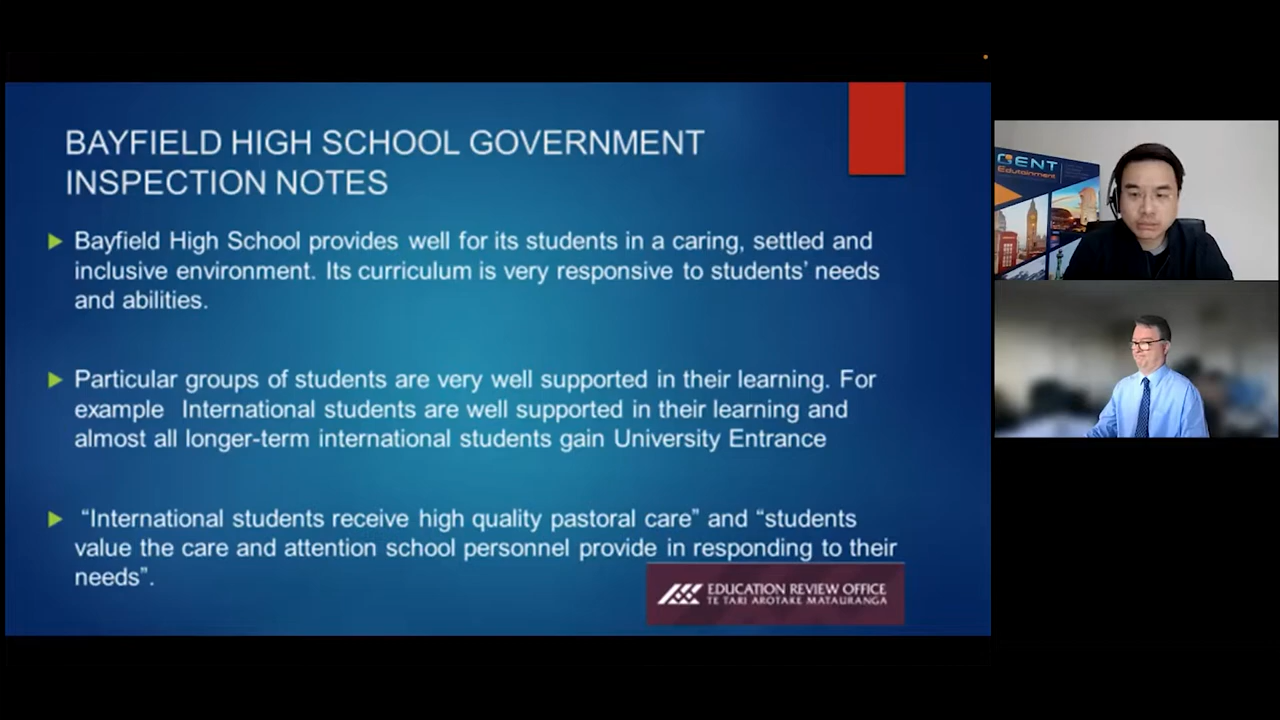 BAYFIELD HIGH SCHOOL GOVERNMENT
INSPECTION NOTES
Bayfield High School provides well for its students in a caring, settled and
inclusive environment. Its curriculum is very responsive to students’ needs
and abilities.
Particular groups of students are very well supported in their learning. For
example International students are well supported in their learning and
almost all longer-term international students gain University Entrance
“International students receive high quality pastoral care” and “students
value the care and attention school personnel provide in responding to their
needs”.
EDUCATION REVIEW OFFICE
TE TARI AROTAKE MATAURANGA
GENT
Edutainment